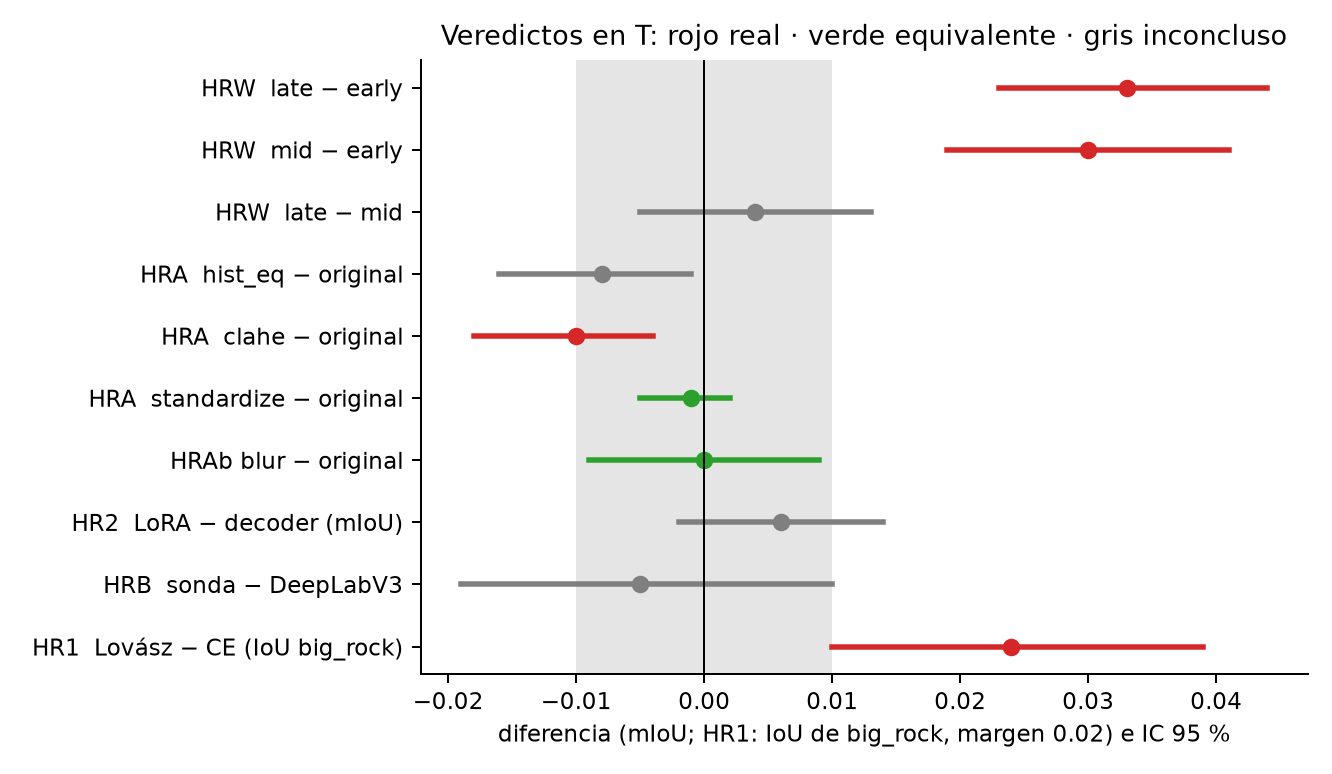 Veredictos en T: rojo real · verde equivalente · gris inconcluso
HRW  late − early
HRW  mid − early
HRW  late − mid
HRA  hist_eq − original
HRA  clahe − original
HRA  standardize − original
HRAb blur − original
HR2  LoRA − decoder (mIoU)
HRB  sonda − DeepLabV3
HR1  Lovász − CE (IoU big_rock)
−0.02 −0.01 0.00 0.01 0.02 0.03 0.04
diferencia (mIoU; HR1: IoU de big_rock, margen 0.02) e IC 95 %